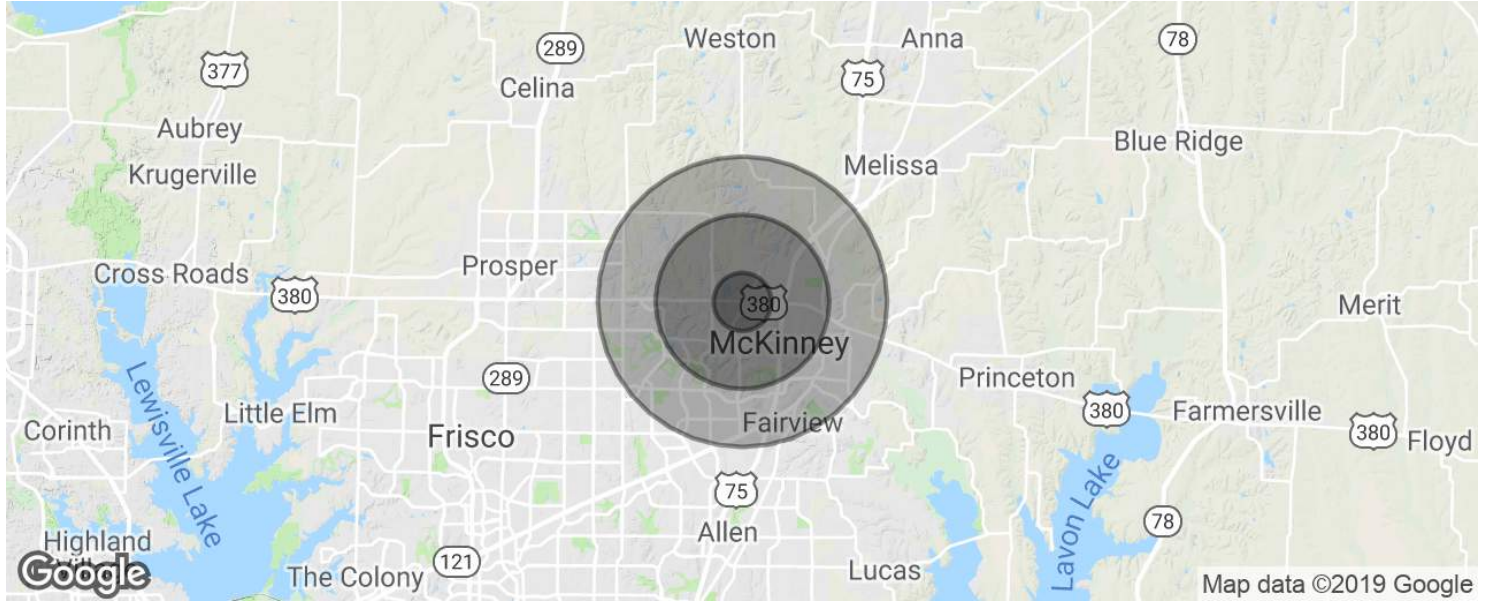 Weston
Anna
78
289
377
75
Celina
Aubrey
Blue Ridge
Melissa
Krugerville
Prosper
Cross Roads
380
380
Merit
McKinney
289
Princeton
Lewisville Lake
Little Elm
380
Farmersville
Fairview
Corinth
Frisco
380
Floyd
75
Lavon Lake
78
Allen
Highland
Village
121
The Colony
Lucas
Google
Map data ©2019 Google